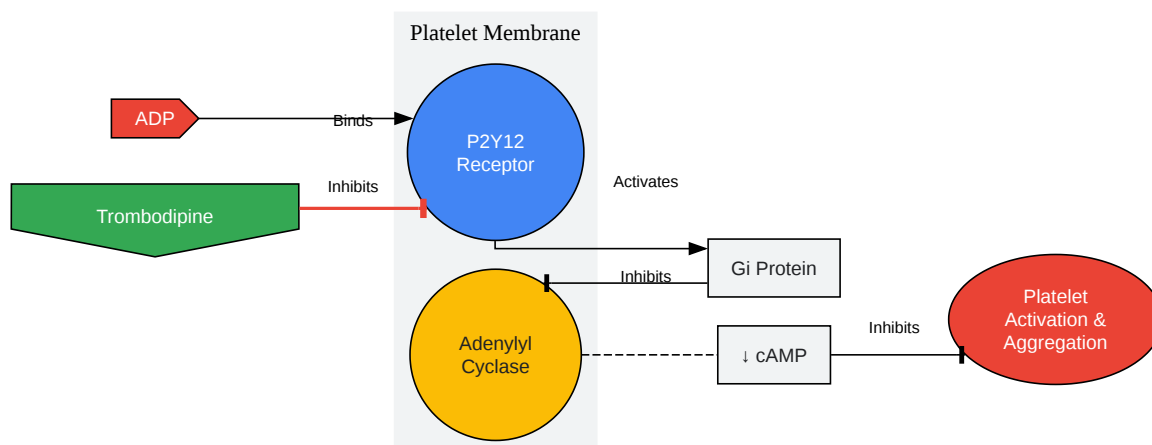 Platelet Membrane
ADP
Binds
P2Y12
Receptor
Trombodipine
Inhibits
Activates
Gi Protein
Inhibits
Adenylyl
Cyclase
↓ cAMP
Inhibits
Platelet
Activation &
Aggregation